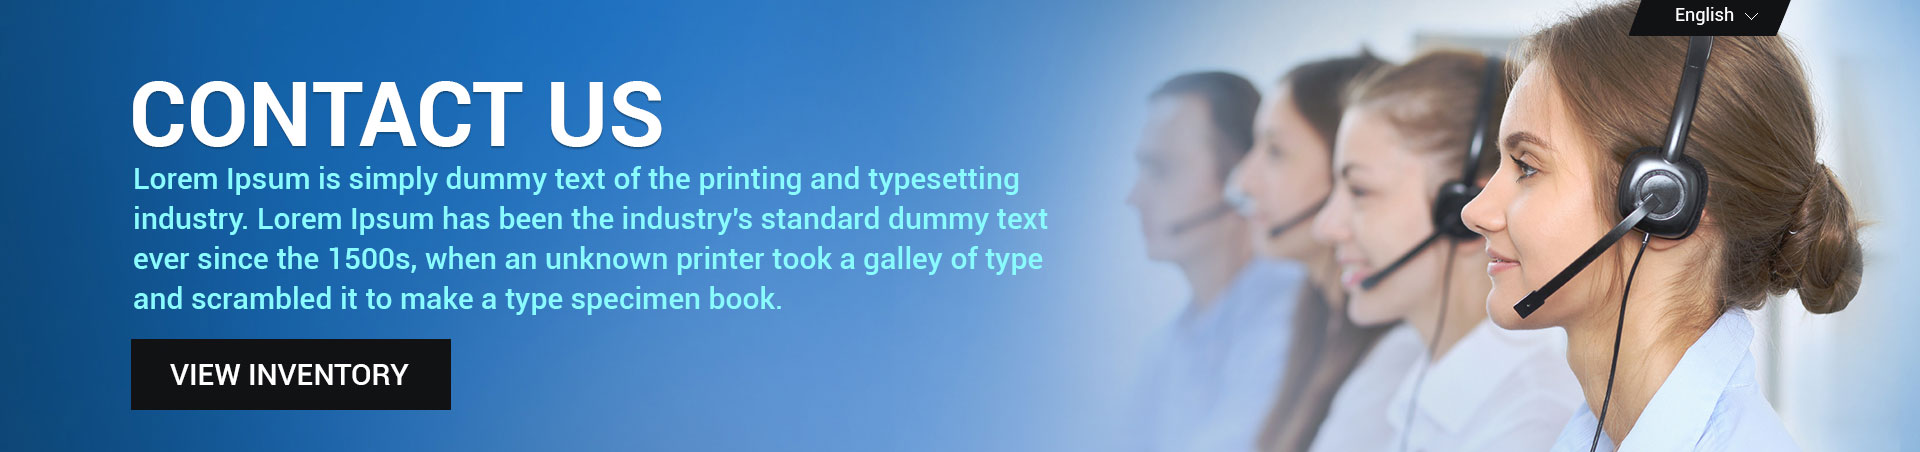 English
CONTACT US
Lorem Ipsum is simply dummy text of the printing and typesetting
industry. Lorem Ipsum has been the industry's standard dummy text
ever since the 1500s, when an unknown printer took a galley of type
and scrambled it to make a type specimen book.
VIEW INVENTORY